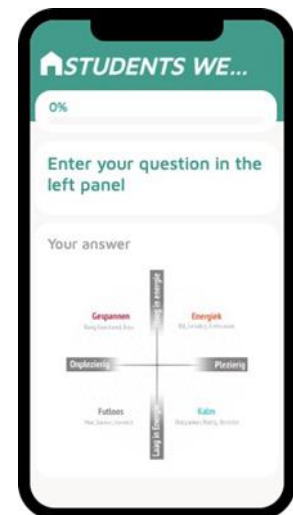 STUDENTS WE...
0%
Enter your question in the
left panel
Your answer
Hoog in energie
Gespannen
Energiek
Onplezierig
Plezierig
Futloos
Kalm
Laag in Energie